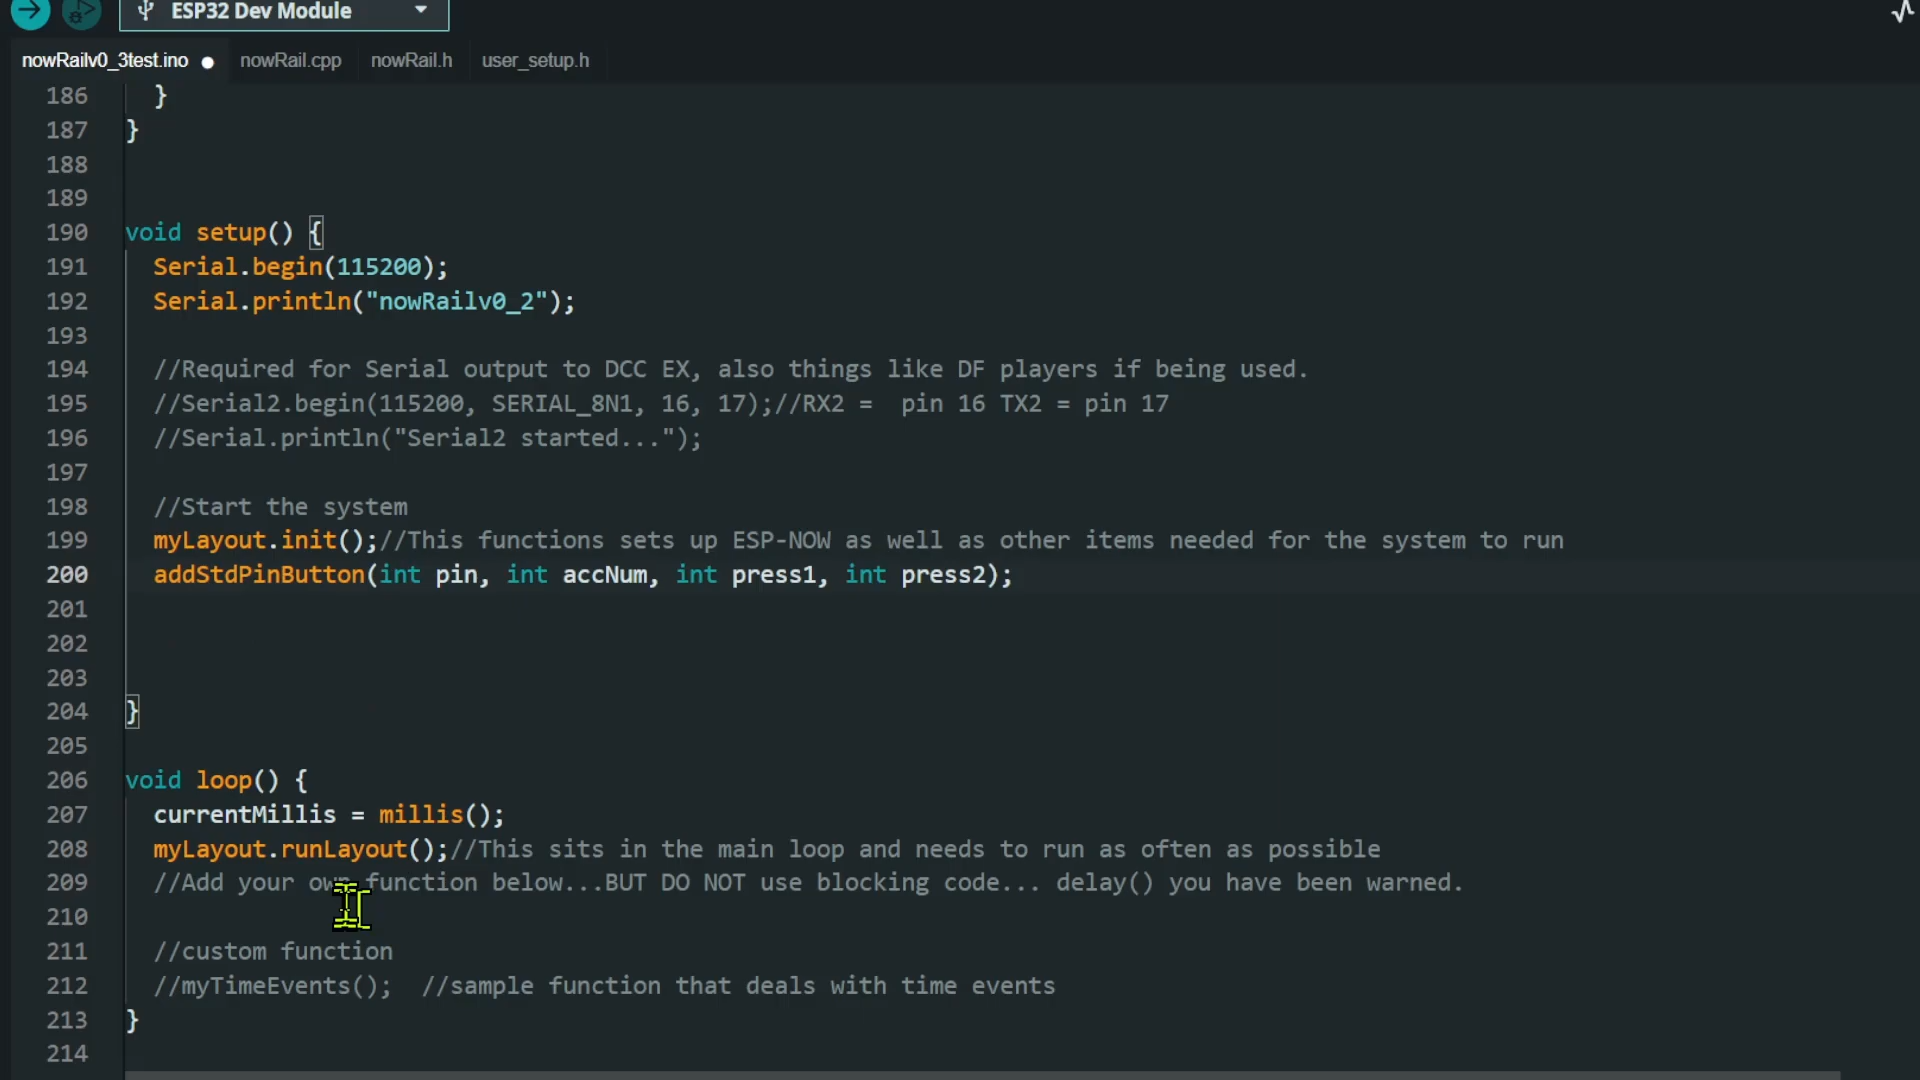 ESP32 Dev Module
nowRailv0_3test.ino nowRail.cpp nowRail.h user_setup.h
186 }
187 }
188
189
190 void setup() {
191 Serial.begin(115200);
192 Serial.println("nowRailv0_2");
193
194 //Required for Serial output to DCC EX, also things like DF players if being used.
195 //Serial2.begin(115200, SERIAL_8N1, 16, 17);//RX2 =  pin 16 TX2 = pin 17
196 //Serial.println("Serial2 started...");
197
198 //Start the system
199 myLayout.init();//This functions sets up ESP-NOW as well as other items needed for the system to run
200 addStdPinButton(int pin, int accNum, int press1, int press2);
201
202
203
204 }
205
206 void loop() {
207 currentMillis = millis();
208 myLayout.runLayout();//This sits in the main loop and needs to run as often as possible
209 //Add your own function below...BUT DO NOT use blocking code... delay() you have been warned.
210
211 //custom function
212 //myTimeEvents();  //sample function that deals with time events
213 }
214